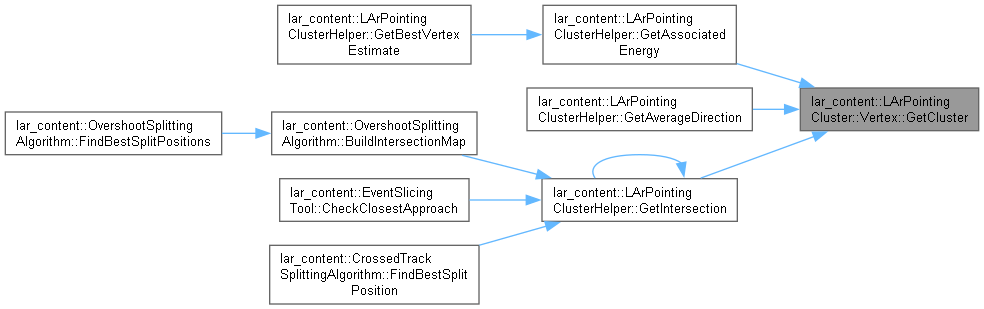 lar_content::LArPointing
ClusterHelper::GetBestVertex
Estimate
lar_content::LArPointing
ClusterHelper::GetAssociated
Energy
lar_content::LArPointing
ClusterHelper::GetAverageDirection
lar_content::LArPointing
Cluster::Vertex::GetCluster
lar_content::OvershootSplitting
Algorithm::FindBestSplitPositions
lar_content::OvershootSplitting
Algorithm::BuildIntersectionMap
lar_content::EventSlicing
Tool::CheckClosestApproach
lar_content::LArPointing
ClusterHelper::GetIntersection
lar_content::CrossedTrack
SplittingAlgorithm::FindBestSplit
Position